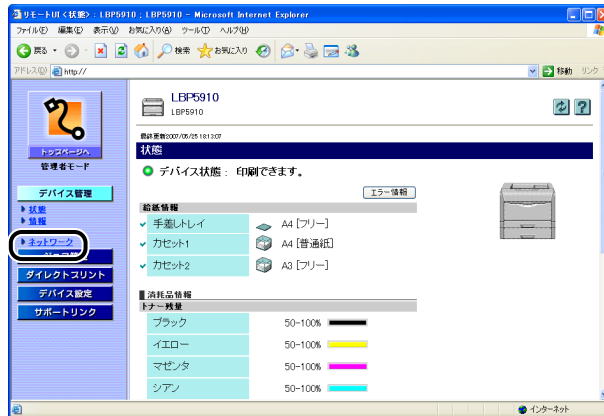 リモートUI <状態> : LBP5910 ; LBP5910 - Microsoft Internet Explorer
ファイル(F) 編集(E) 表示(V) お気に入り(A) ツール(T) ヘルプ(H)
戻る 検索 お気に入り
アドレス(D) http:// 移動 リンク
LBP5910
LBP5910
最終更新2007/06/25 18:13:07
トップページへ
管理者モード
状態
デバイス状態： 印刷できます。
エラー情報
デバイス管理
状態
情報
ネットワーク
ダイレクトプリント
デバイス設定
サポートリンク
給紙情報
手差しトレイ A4 [フリー]
カセット1 A4 [普通紙]
カセット2 A3 [フリー]
消耗品情報
トナー残量
ブラック 50-100%
イエロー 50-100%
マゼンタ 50-100%
シアン 50-100%
インターネット